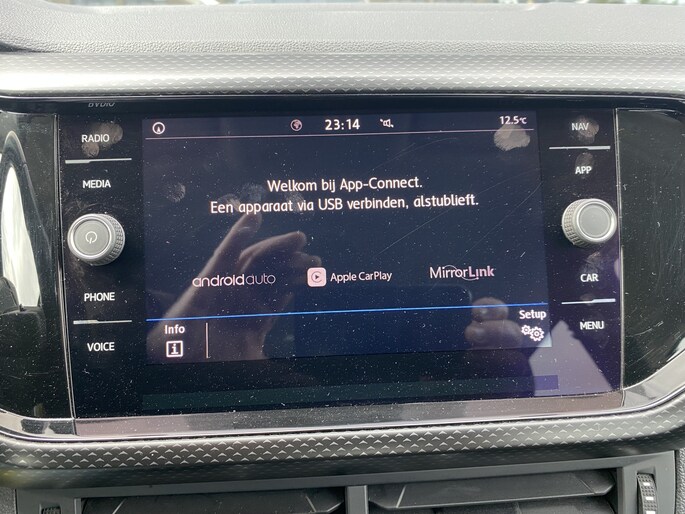 RADIO
MEDIA
PHONE
VOICE
23:14
12.5°C
Welkom bij App-Connect.
Een apparaat via USB verbinden, alstublieft.
androidauto
Apple CarPlay
MirrorLink
Info
Setup
NAV
APP
CAR
MENU